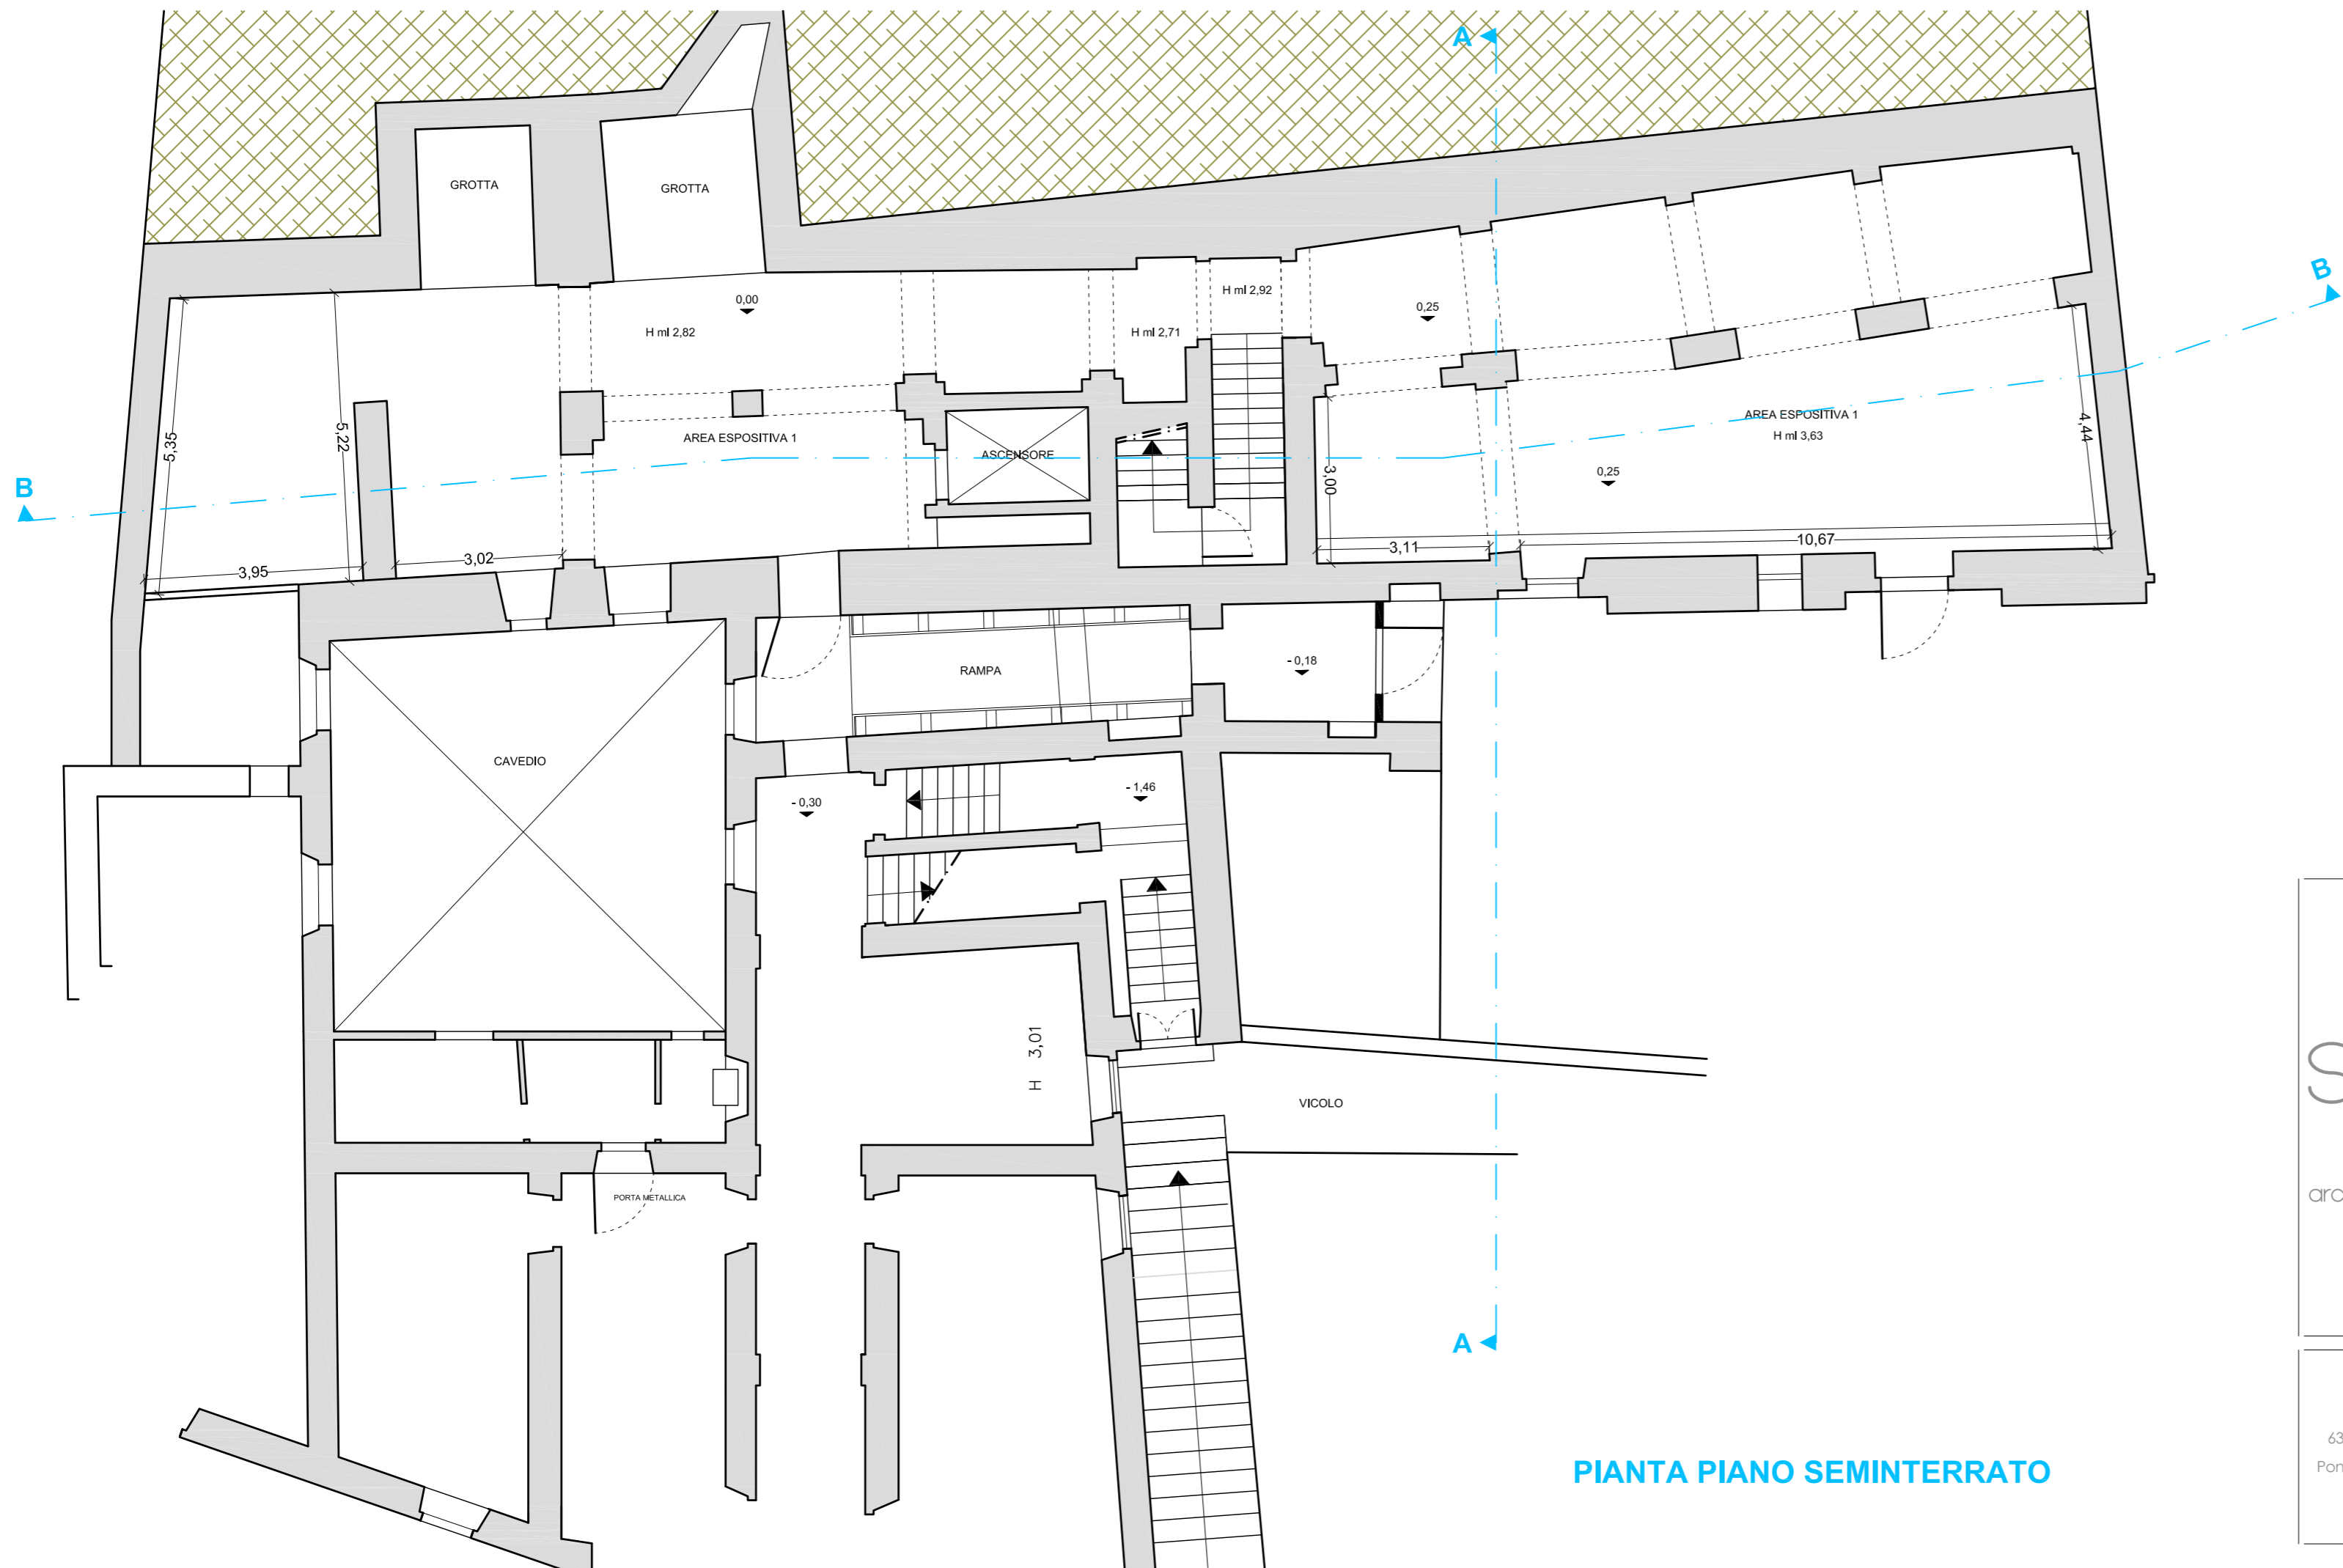 A
GROTTA
GROTTA
B
H ml 2,92
0,00
0,25
H ml 2,82
H ml 2,71
AREA ESPOSITIVA 1
H ml 3,63
4,44
5,35
5,22
AREA ESPOSITIVA 1
ASCENSORE
3,00
0,25
B
3,11
10,67
3,95
3,02
- 0,18
RAMPA
CAVEDIO
- 0,30
- 1,46
H 3,01
VICOLO
PORTA METALLICA
A
PIANTA PIANO SEMINTERRATO
S
arc
63
Pon